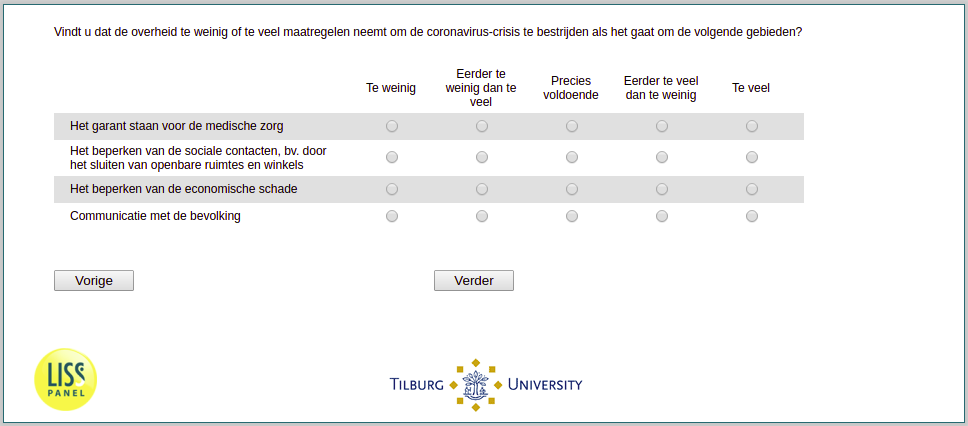 Vindt u dat de overheid te weinig of te veel maatregelen neemt om de coronavirus-crisis te bestrijden als het gaat om de volgende gebieden?
Te weinig
Eerder te
weinig dan te
veel
Precies
voldoende
Eerder te veel
dan te weinig
Te veel
Het garant staan voor de medische zorg
Het beperken van de sociale contacten, bv. door
het sluiten van openbare ruimtes en winkels
Het beperken van de economische schade
Communicatie met de bevolking
Vorige
Verder
LISS
PANEL
TILBURG UNIVERSITY